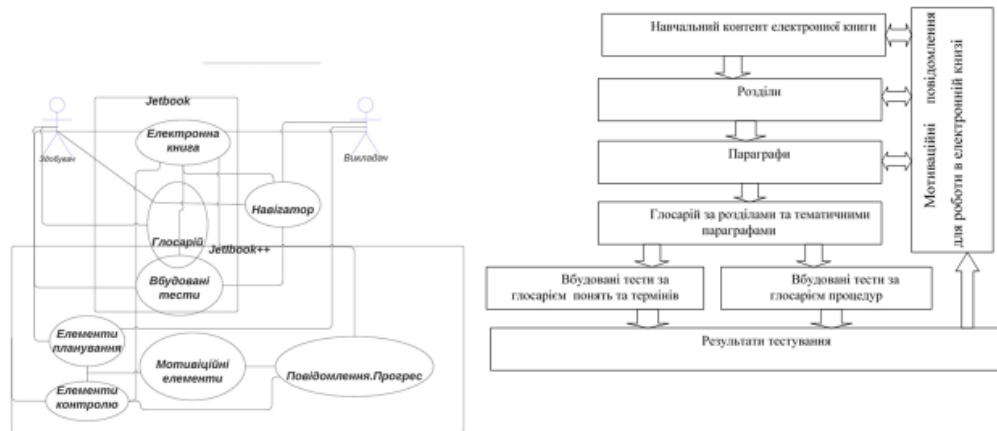 Jetbook
Електронна
книга
Здобувач
Викладач
Навігатор
Глосарій
Jetlbook++
Вбудовані
тести
Елементи
планування
Мотивіційні
елементи
Повідомлення.Прогрес
Елементи
контролю
Навчальний контент електронної книги
Розділи
Параграфи
Глосарій за розділами та тематичними
параграфами
Вбудовані тести за
глосарієм понять та термінів
Вбудовані тести за
глосарієм процедур
Результати тестування
Мотиваційні повідомлення
для роботи в електронній книзі